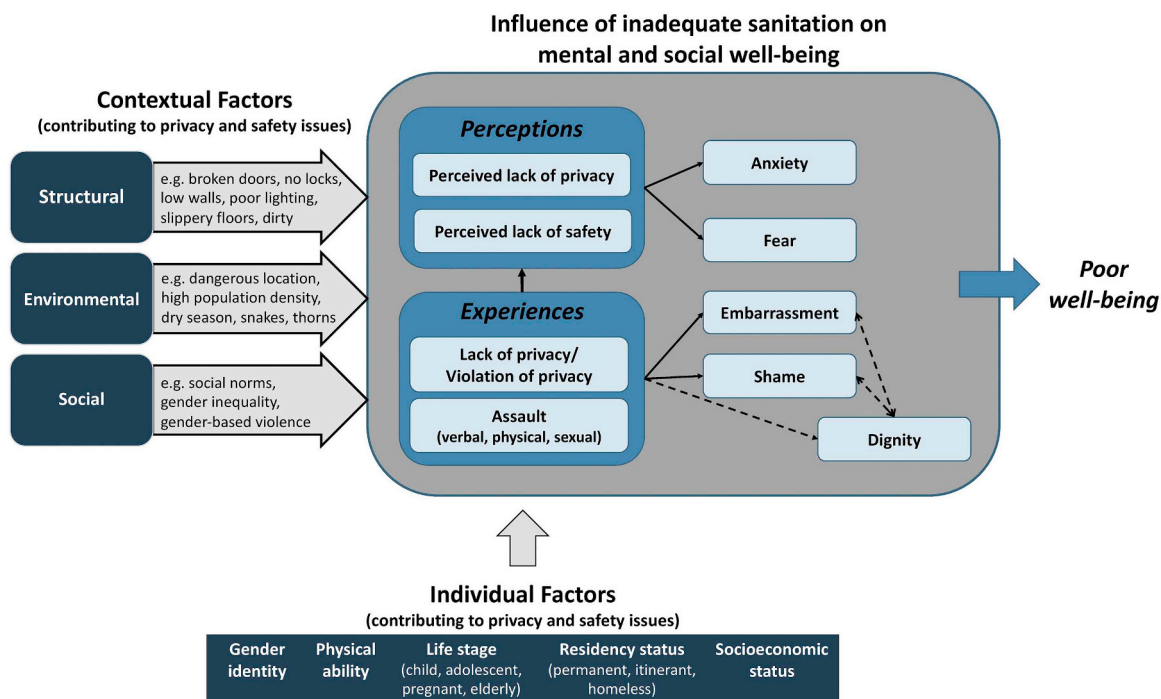 Influence of inadequate sanitation on
mental and social well-being
Contextual Factors
(contributing to privacy and safety issues)
Structural
e.g. broken doors, no locks,
low walls, poor lighting,
slippery floors, dirty
Environmental
e.g. dangerous location,
high population density,
dry season, snakes, thorns
Social
e.g. social norms,
gender inequality,
gender-based violence
Perceptions
Perceived lack of privacy
Perceived lack of safety
Experiences
Lack of privacy/
Violation of privacy
Assault
(verbal, physical, sexual)
Anxiety
Fear
Embarrassment
Shame
Dignity
Poor
well-being
Individual Factors
(contributing to privacy and safety issues)
Gender
identity
Physical
ability
Life stage
(child, adolescent,
pregnant, elderly)
Residency status
(permanent, itinerant,
homeless)
Socioeconomic
status